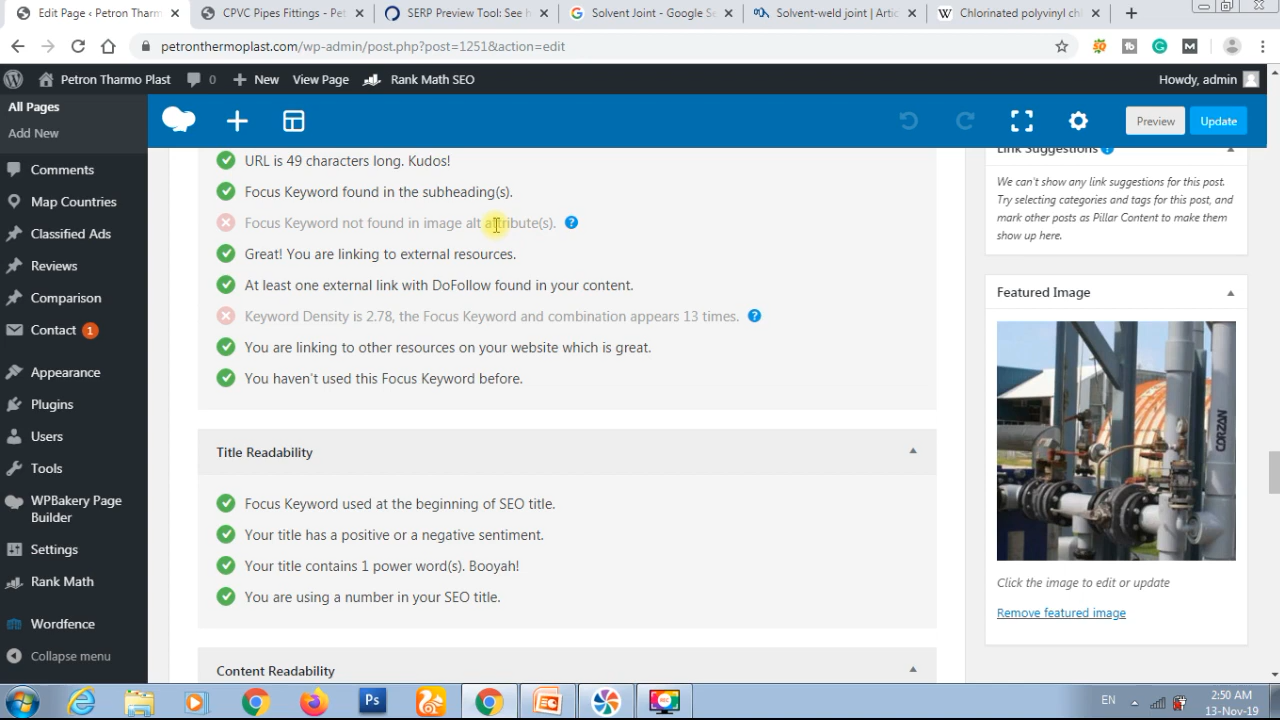 Edit Page ‹ Petron Tharm
CPVC Pipes Fittings - Pet
SERP Preview Tool: See h
Solvent Joint - Google Se
Solvent-weld joint | Artic
Chlorinated polyvinyl chl
petronthermoplast.com/wp-admin/post.php?post=1251&action=edit
Petron Tharmo Plast
0
New
View Page
Rank Math SEO
Howdy, admin
All Pages
Add New
Comments
Map Countries
Classified Ads
Reviews
Comparison
Contact 1
Appearance
Plugins
Users
Tools
WPBakery Page
Builder
Settings
Rank Math
Wordfence
Collapse menu
Preview
Update
URL is 49 characters long. Kudos!
Focus Keyword found in the subheading(s).
Focus Keyword not found in image alt attribute(s). ?
Great! You are linking to external resources.
At least one external link with DoFollow found in your content.
Keyword Density is 2.78, the Focus Keyword and combination appears 13 times. ?
You are linking to other resources on your website which is great.
You haven't used this Focus Keyword before.
Title Readability
Focus Keyword used at the beginning of SEO title.
Your title has a positive or a negative sentiment.
Your title contains 1 power word(s). Booyah!
You are using a number in your SEO title.
Content Readability
Link Suggestions ?
We can't show any link suggestions for this post.
Try selecting categories and tags for this post, and
mark other posts as Pillar Content to make them
show up here.
Featured Image
CORZAN
Click the image to edit or update
Remove featured image
Ps
EN
2:50 AM
13-Nov-19